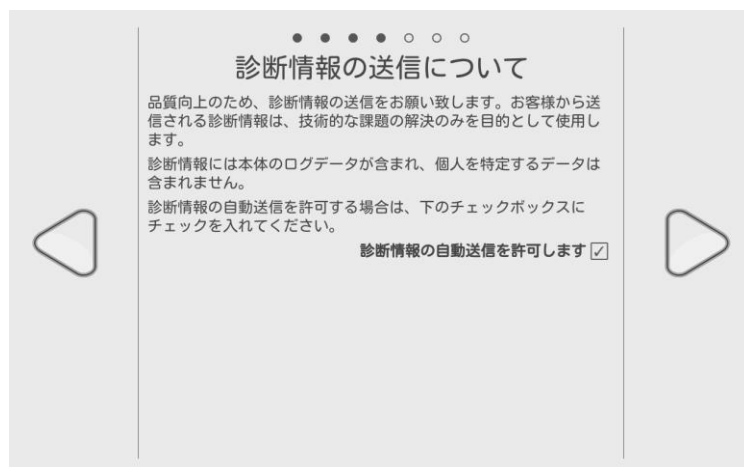 診断情報の送信について
品質向上のため、診断情報の送信をお願い致します。お客様から送
信される診断情報は、技術的な課題の解決のみを目的として使用し
ます。
診断情報には本体のログデータが含まれ、個人を特定するデータは
含まれません。
診断情報の自動送信を許可する場合は、下のチェックボックスに
チェックを入れてください。
診断情報の自動送信を許可します